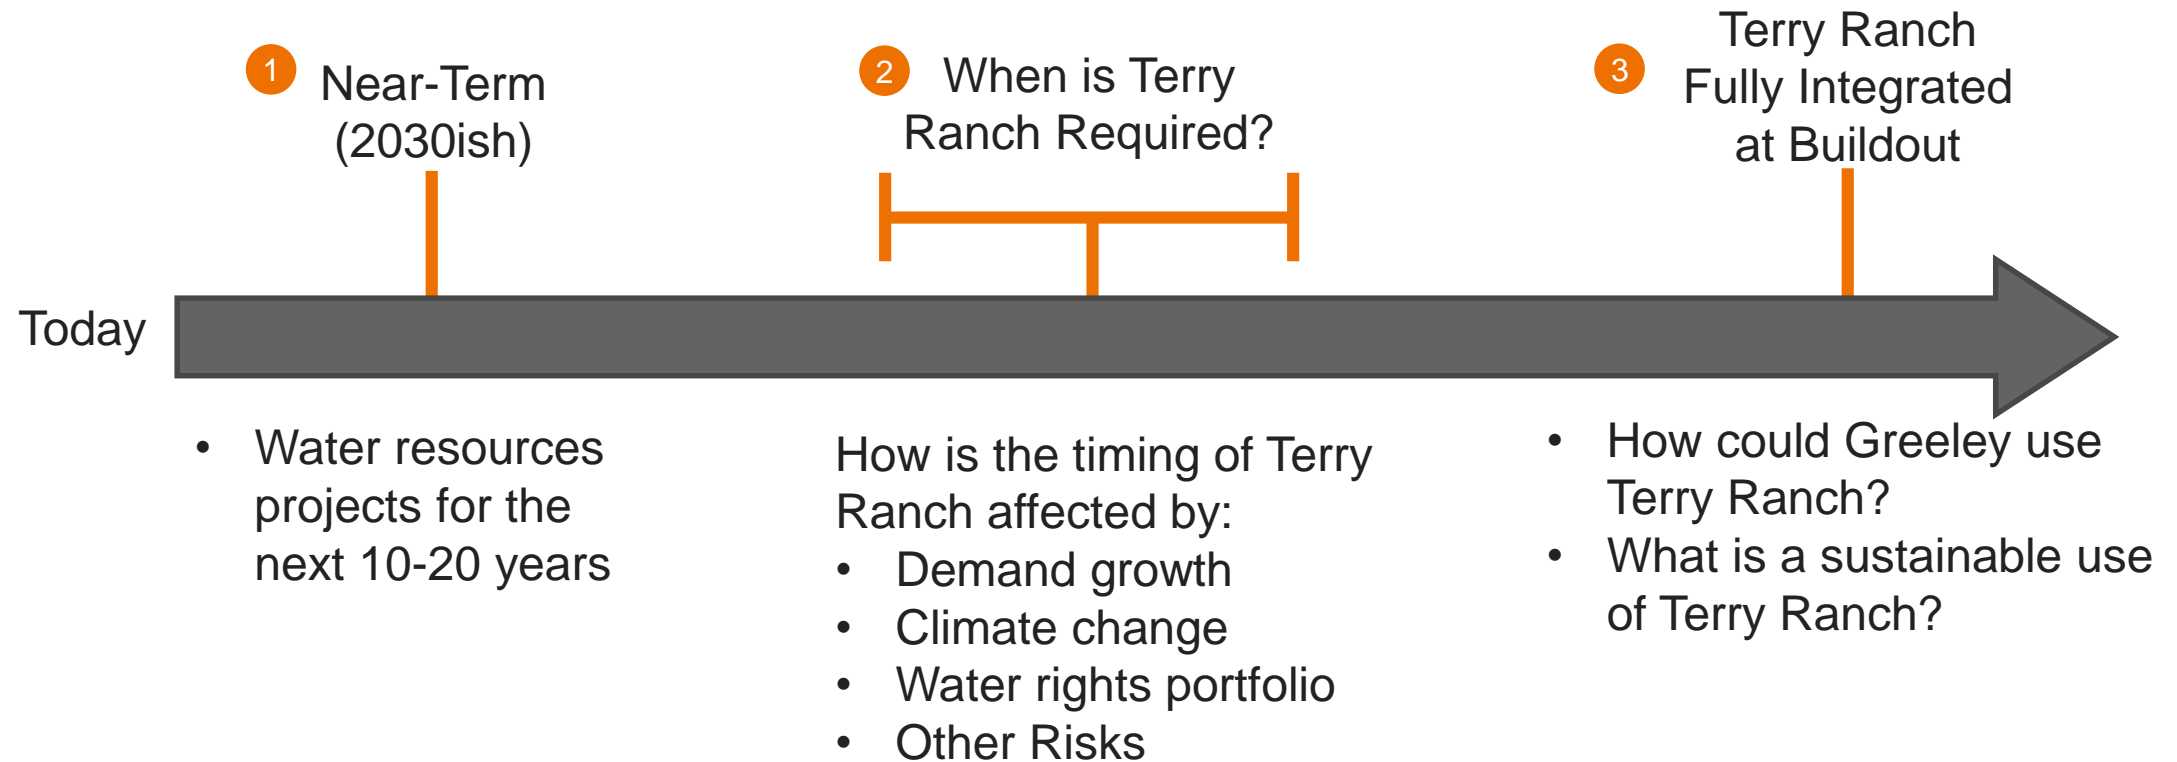 1
Near-Term
(2030ish)
2
When is Terry
Ranch Required?
3
Terry Ranch
Fully Integrated
at Buildout
Today
• Water resources
projects for the
next 10-20 years
How is the timing of Terry
Ranch affected by:
• Demand growth
• Climate change
• Water rights portfolio
• Other Risks
• How could Greeley use
Terry Ranch?
• What is a sustainable use
of Terry Ranch?